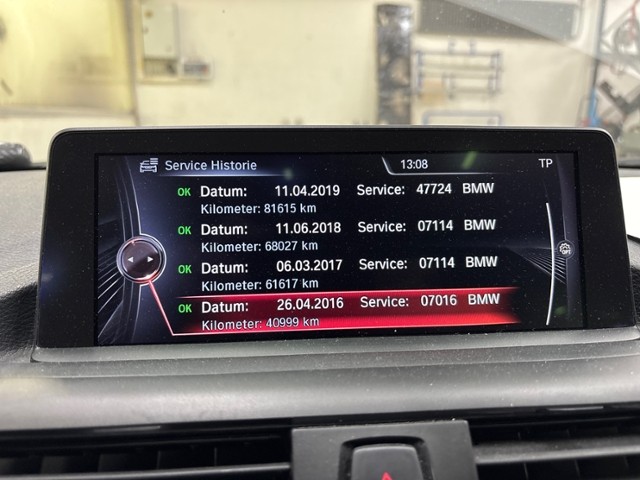 Service Historie 13:08 TP
OK Datum: 11.04.2019 Service: 47724 BMW
Kilometer: 81615 km
OK Datum: 11.06.2018 Service: 07114 BMW
Kilometer: 68027 km
OK Datum: 06.03.2017 Service: 07114 BMW
Kilometer: 61617 km
OK Datum: 26.04.2016 Service: 07016 BMW
Kilometer: 40999 km